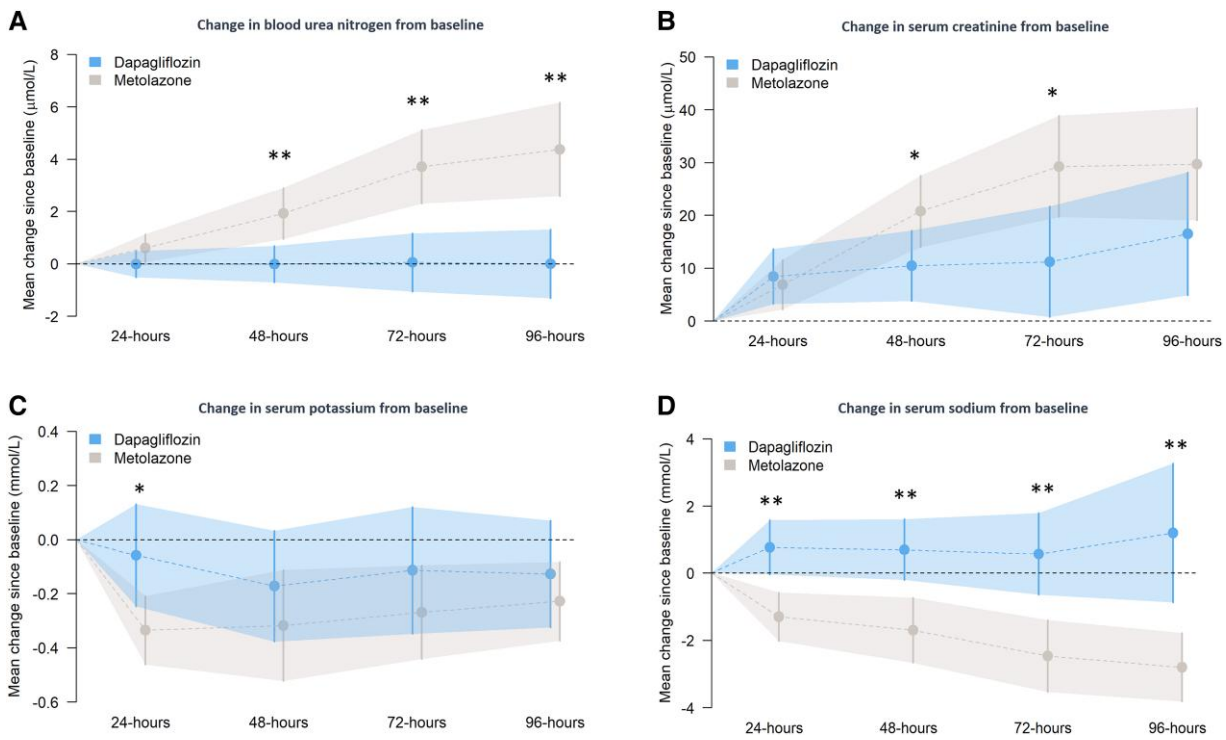 A
Change in blood urea nitrogen from baseline
Mean change since baseline (μmol/L)
8
6
4
2
0
-2
Dapagliflozin
Metolazone
**
**
**
24-hours
48-hours
72-hours
96-hours
B
Change in serum creatinine from baseline
Mean change since baseline (μmol/L)
50
40
30
20
10
0
Dapagliflozin
Metolazone
*
*
24-hours
48-hours
72-hours
96-hours
C
Change in serum potassium from baseline
Mean change since baseline (mmol/L)
0.4
0.2
0.0
-0.2
-0.4
-0.6
Dapagliflozin
Metolazone
*
24-hours
48-hours
72-hours
96-hours
D
Change in serum sodium from baseline
Mean change since baseline (mmol/L)
4
2
0
-2
-4
Dapagliflozin
Metolazone
**
**
**
**
24-hours
48-hours
72-hours
96-hours